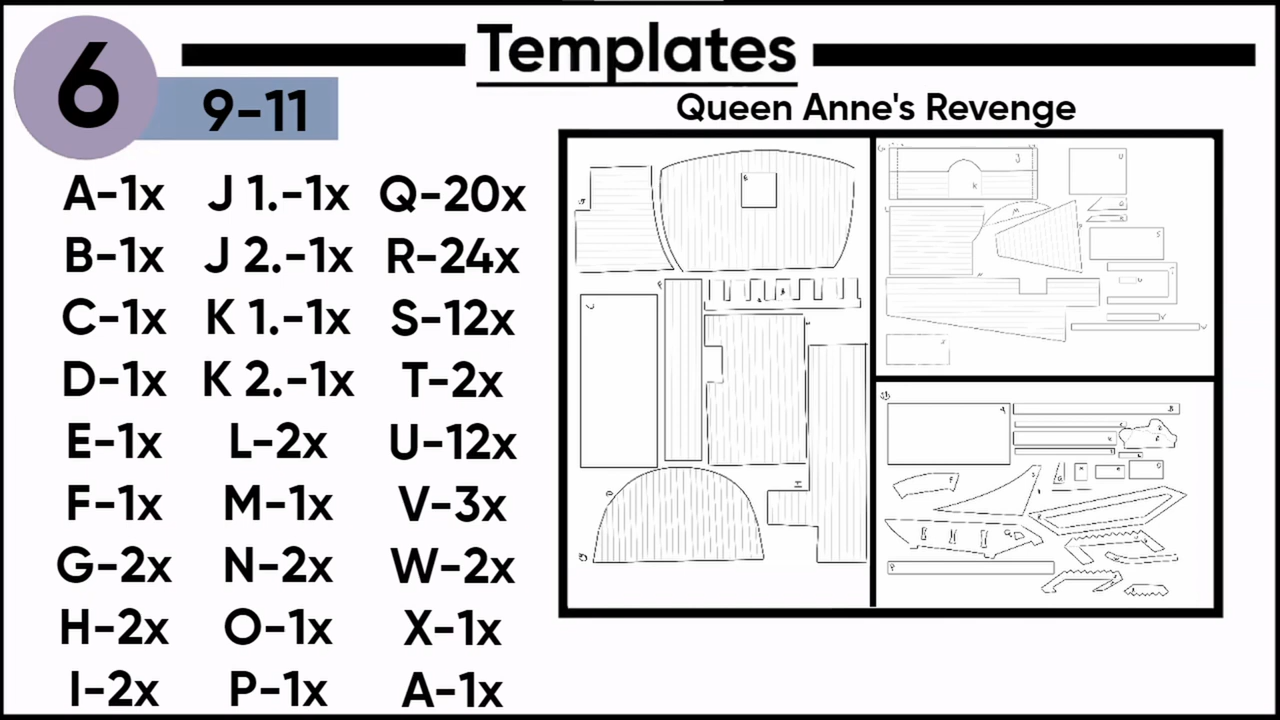 6
Templates
9-11
Queen Anne's Revenge
A-1x J 1.-1x Q-20x
B-1x J 2.-1x R-24x
C-1x K 1.-1x S-12x
D-1x K 2.-1x T-2x
E-1x L-2x U-12x
F-1x M-1x V-3x
G-2x N-2x W-2x
H-2x O-1x X-1x
I-2x P-1x A-1x